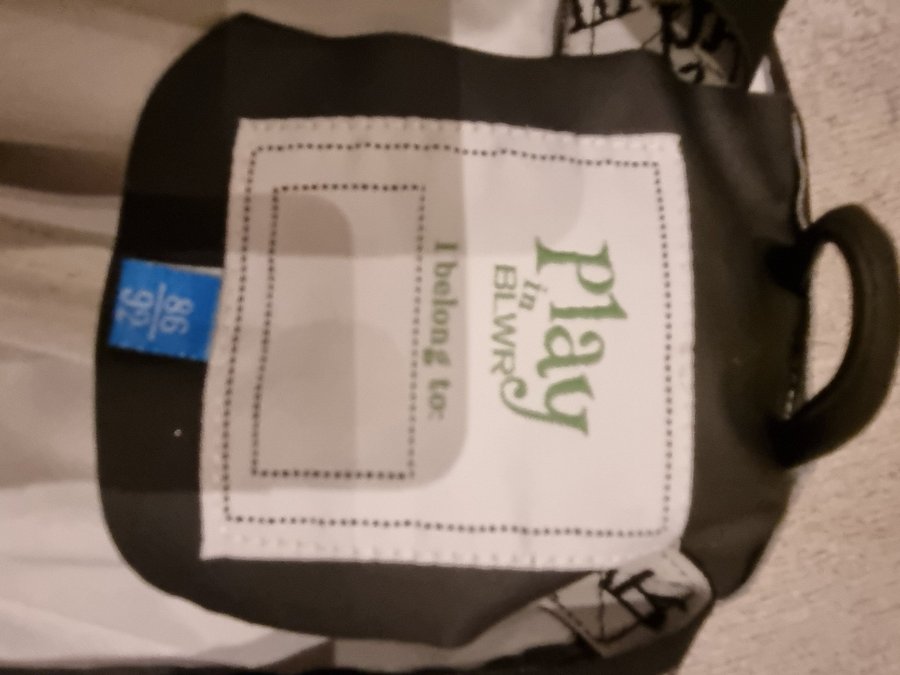 Play
in
BLWR
I belong to:
86
92